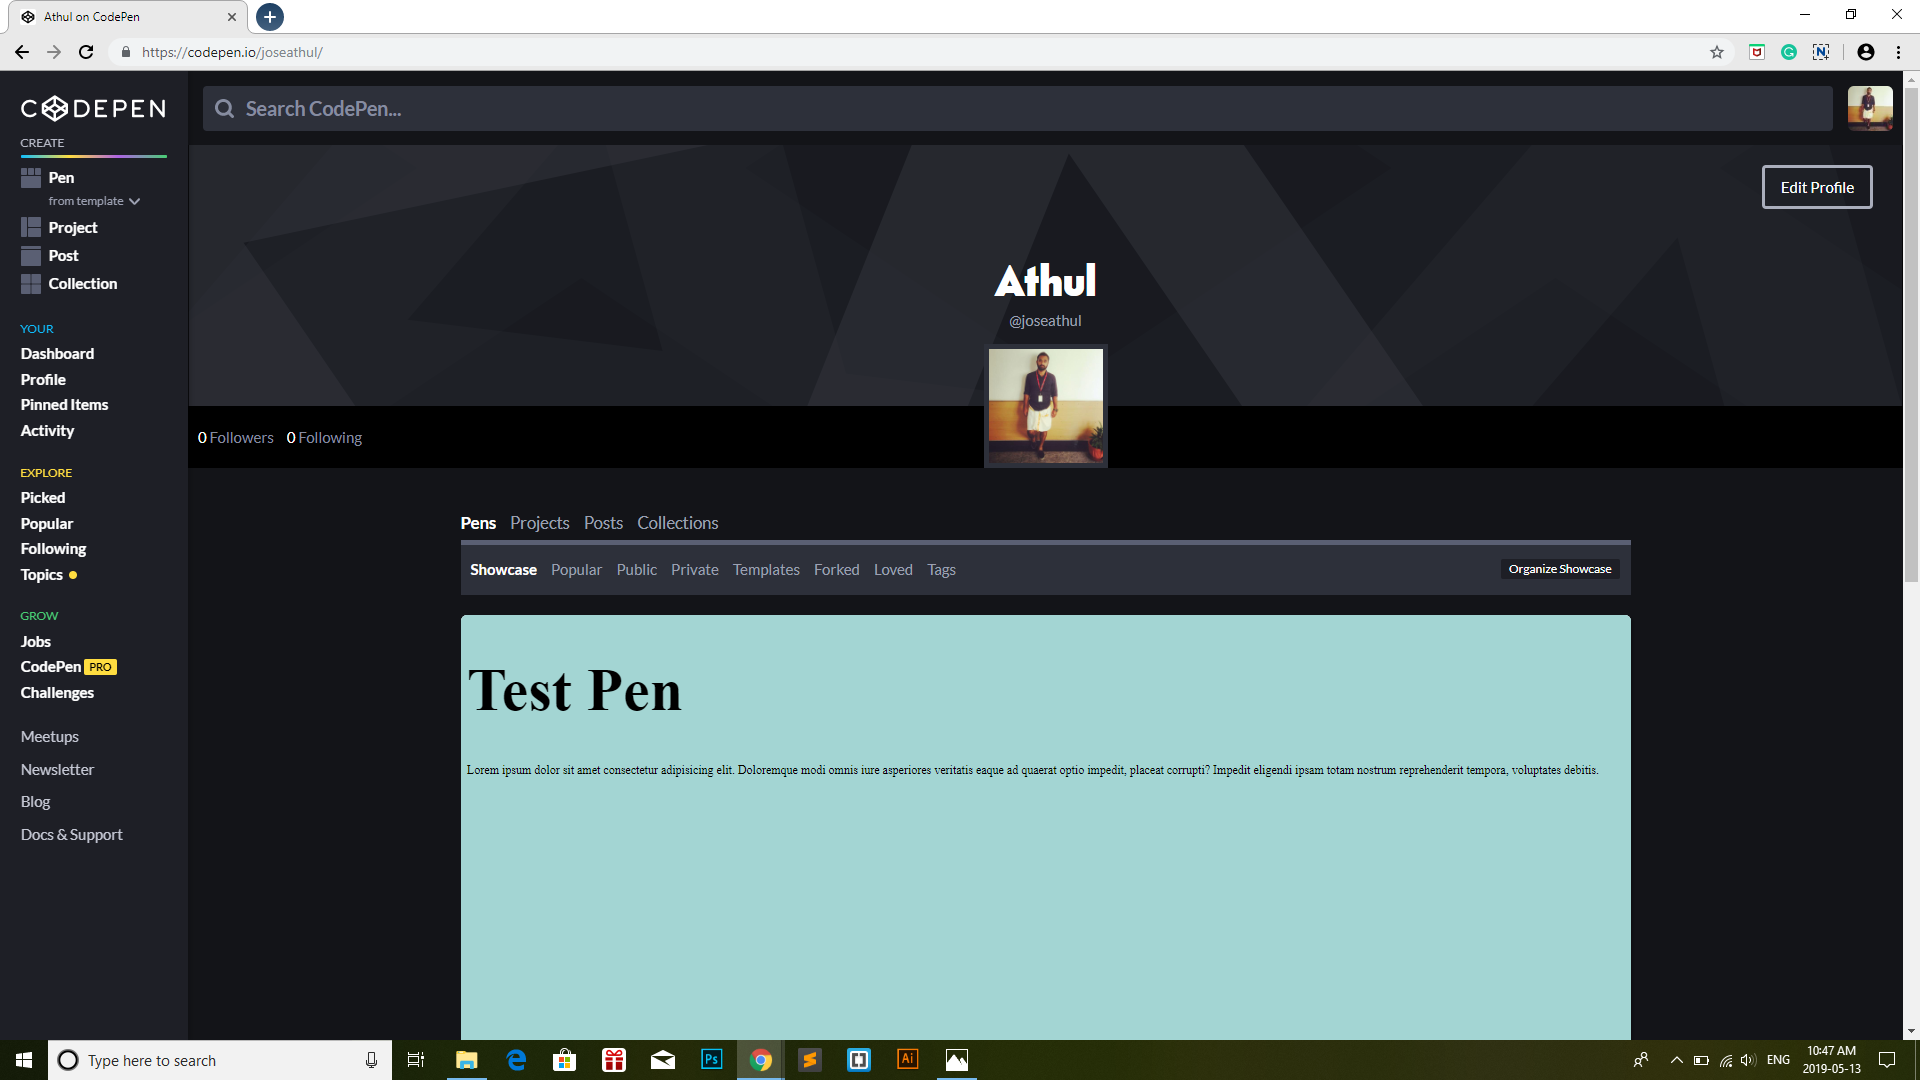 Athul on CodePen
https://codepen.io/joseathul/
CODEPEN
Search CodePen...
CREATE
Pen
from template
Project
Post
Collection
Edit Profile
Athul
@joseathul
YOUR
Dashboard
Profile
Pinned Items
Activity
0 Followers 0 Following
EXPLORE
Picked
Popular
Following
Topics
GROW
Jobs
CodePen PRO
Challenges
Meetups
Newsletter
Blog
Docs & Support
Pens Projects Posts Collections
Showcase Popular Public Private Templates Forked Loved Tags Organize Showcase
Test Pen
Lorem ipsum dolor sit amet consectetur adipisicing elit. Doloremque modi omnis iure asperiores veritatis eaque ad quaerat optio impedit, placeat corrupti? Impedit eligendi ipsam totam nostrum reprehenderit tempora, voluptates debitis.
Type here to search
Ps
Ai
ENG
10:47 AM
2019-05-13